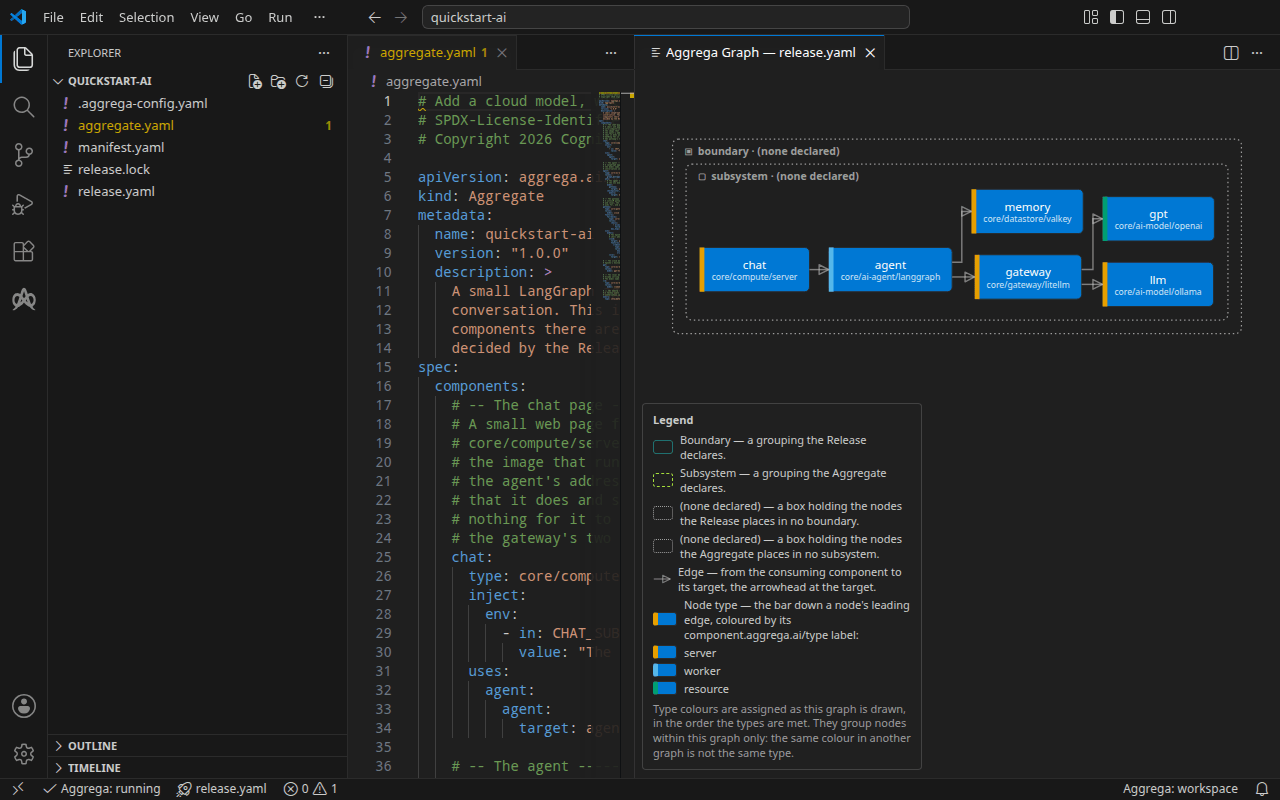 File Edit Selection View Go Run ···
quickstart-ai
EXPLORER ···
QUICKSTART-AI
! .aggrega-config.yaml
! aggregate.yaml 1
! manifest.yaml
release.lock
! release.yaml
OUTLINE
TIMELINE
! aggregate.yaml 1
! aggregate.yaml
1 # Add a cloud model,
2 # SPDX-License-Identi
3 # Copyright 2026 Cogn
4
5 apiVersion: aggrega.a
6 kind: Aggregate
7 metadata:
8 name: quickstart-ai
9 version: "1.0.0"
10 description: >
11 A small LangGraph
12 conversation. This i
13 components there are
14 decided by the Relea
15 spec:
16 components:
17 # -- The chat page -
18 # A small web page f
19 # core/compute/serve
20 # the image that run
21 # the agent's addres
22 # that it does and s
23 # nothing for it to
24 # the gateway's two
25 chat:
26 type: core/compute
27 inject:
28 env:
29 - in: CHAT_SUB
30 value: "The
31 uses:
32 agent:
33 agent:
34 target: agen
35
36 # -- The agent -----
Aggrega Graph — release.yaml
boundary · (none declared)
subsystem · (none declared)
memory
core/datastore/valkey
gpt
core/ai-model/openai
chat
core/compute/server
agent
core/ai-agent/langgraph
gateway
core/gateway/litellm
llm
core/ai-model/ollama
Legend
Boundary — a grouping the Release
declares.
Subsystem — a grouping the Aggregate
declares.
(none declared) — a box holding the nodes
the Release places in no boundary.
(none declared) — a box holding the nodes
the Aggregate places in no subsystem.
Edge — from the consuming component to
its target, the arrowhead at the target.
Node type — the bar down a node's leading
edge, coloured by its
component.aggrega.ai/type label:
server
worker
resource
Type colours are assigned as this graph is drawn,
in the order the types are met. They group nodes
within this graph only: the same colour in another
graph is not the same type.
Aggrega: running release.yaml 0 1 Aggrega: workspace